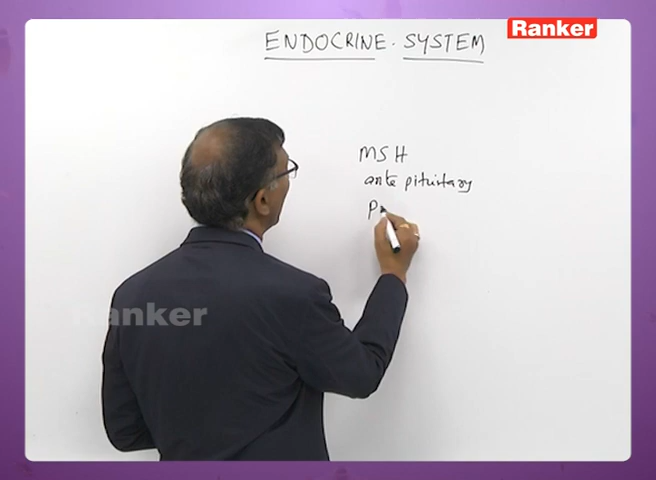 Ranker
ENDOCRINE. SYSTEM
MSH
ante pituitary
P
Ranker